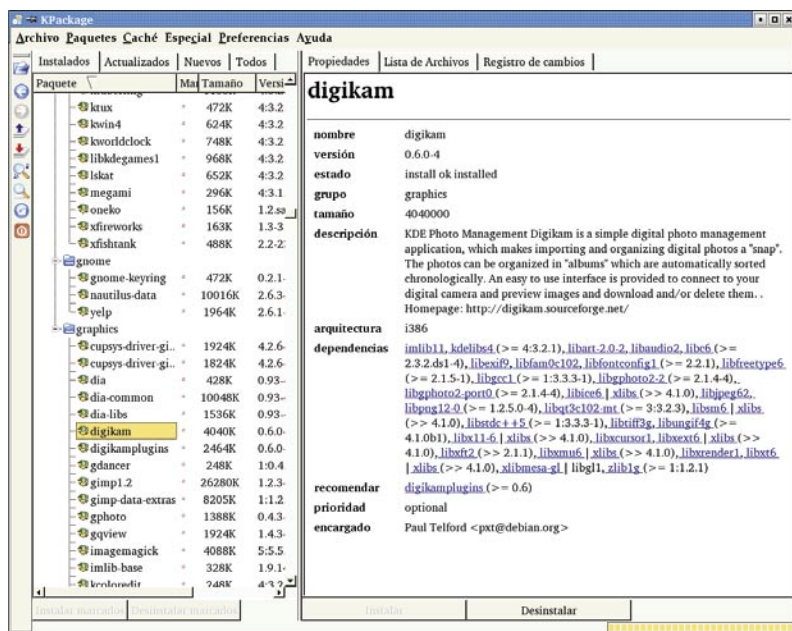 KPackage
Archivo Paquetes Caché Especial Preferencias Ayuda
Instalados Actualizados Nuevos Todos
Paquete Mar Tamaño Versi
ktux 472K 4:3.2
kwin4 624K 4:3.2
kworldclock 748K 4:3.2
libkdegames1 968K 4:3.2
lskat 652K 4:3.2
megami 296K 4:3.1
oneko 156K 1.2.sa
xfireworks 163K 1.3-3
xfishtank 488K 2.2-2
gnome
gnome-keyring 472K 0.2.1-
nautilus-data 10016K 2.6.3-
yelp 1964K 2.6.1-
graphics
cupsys-driver-gi.. 1924K 4.2.6-
cupsys-driver-gi.. 1824K 4.2.6-
dia 428K 0.93-
dia-common 10048K 0.93-
dia-libs 1536K 0.93-
digikam 4040K 0.6.0-
digikamplugins 2464K 0.6.0-
gdancer 248K 1:0.4
gimp1.2 26280K 1.2.3-
gimp-data-extras 8205K 1:1.2
gphoto 1388K 0.4.3-
gqview 1924K 1.4.3-
imagemagick 4088K 5:5.5
imlib-base 328K 1.9.1-
kcoloredit 248K 4:3.2
Instalar marcados Desinstalar marcados
Propiedades Lista de Archivos Registro de cambios
digikam
nombre digikam
versión 0.6.0-4
estado install ok installed
grupo graphics
tamaño 4040000
descripción KDE Photo Management Digikam is a simple digital photo management
application, which makes importing and organizing digital photos a "snap".
The photos can be organized in "albums" which are automatically sorted
chronologically. An easy to use interface is provided to connect to your
digital camera and preview images and download and/or delete them. .
Homepage: http://digikam.sourceforge.net/
arquitectura i386
dependencias imlib11, kdelibs4 (>= 4:3.2.1), libart-2.0-2, libaudio2, libc6 (>=
2.3.2.ds1-4), libexif9, libfam0c102, libfontconfig1 (>= 2.2.1), libfreetype6
(>= 2.1.5-1), libgcc1 (>= 1:3.3.3-1), libgphoto2-2 (>= 2.1.4-4),
libgphoto2-port0 (>= 2.1.4-4), libice6 | xlibs (>> 4.1.0), libjpeg62,
libpng12-0 (>= 1.2.5.0-4), libqt3c102-mt (>= 3:3.2.3), libsm6 | xlibs
(>> 4.1.0), libstdc++5 (>= 1:3.3.3-1), libtiff3g, libungif4g (>=
4.1.0b1), libx11-6 | xlibs (>> 4.1.0), libxcursor1, libxext6 | xlibs (>>
4.1.0), libxft2 (>> 2.1.1), libxmu6 | xlibs (>> 4.1.0), libxrender1, libxt6
| xlibs (>> 4.1.0), xlibmesa-gl | libgl1, zlib1g (>= 1:1.2.1)
recomendar digikamplugins (>= 0.6)
prioridad optional
encargado Paul Telford <pxt@debian.org>
Instalar Desinstalar